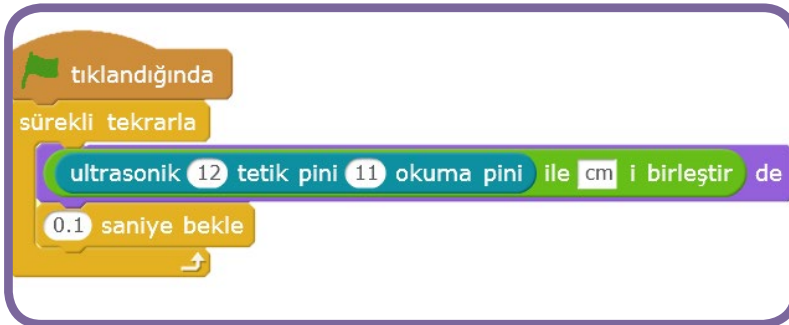 tıklandığında
sürekli tekrarla
ultrasonik 12 tetik pini 11 okuma pini ile cm i birleştir de
0.1 saniye bekle